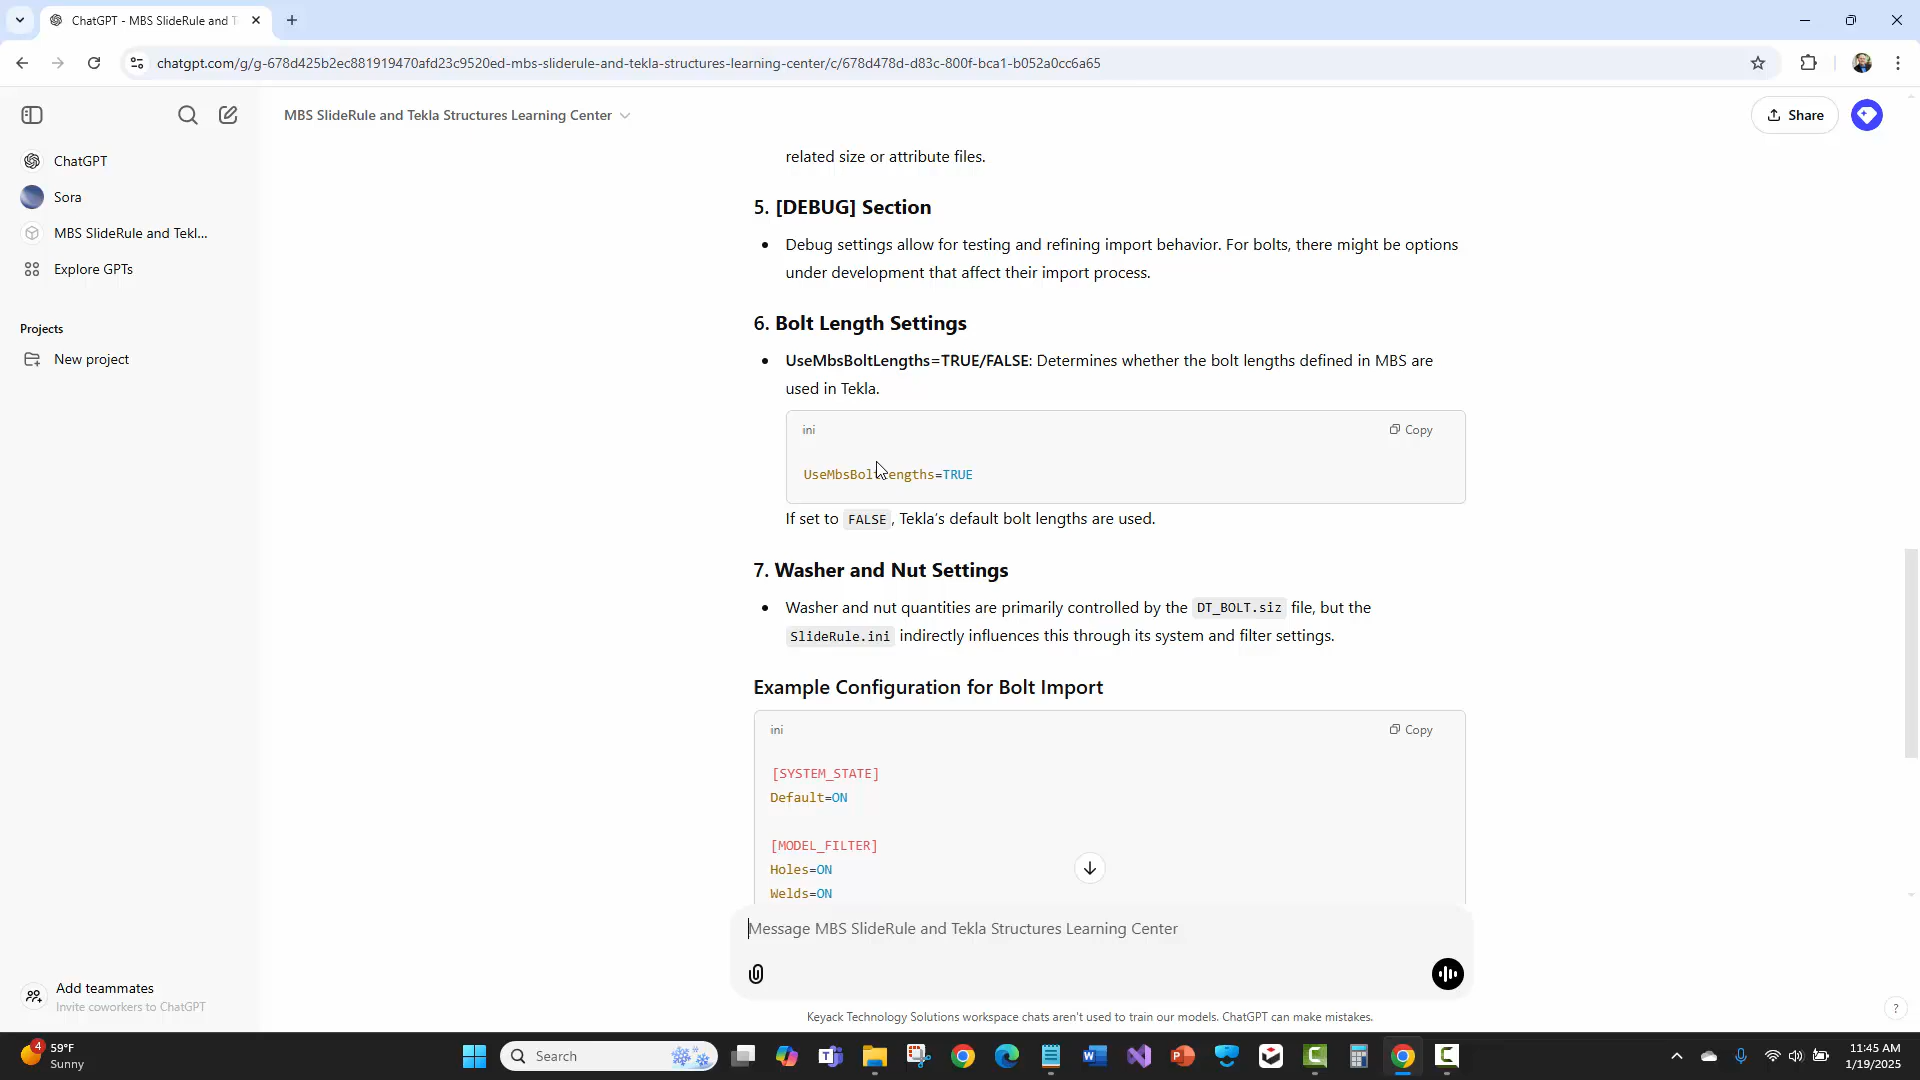 ChatGPT - MBS SlideRule and T
chatgpt.com/g/g-678d425b2ec881919470afd23c9520ed-mbs-sliderule-and-tekla-structures-learning-center/c/678d478d-d83c-800f-bca1-b052a0cc6a65
MBS SlideRule and Tekla Structures Learning Center
Share
ChatGPT
Sora
MBS SlideRule and Tekl...
Explore GPTs
Projects
New project
related size or attribute files.
5. [DEBUG] Section
Debug settings allow for testing and refining import behavior. For bolts, there might be options
under development that affect their import process.
6. Bolt Length Settings
UseMbsBoltLengths=TRUE/FALSE: Determines whether the bolt lengths defined in MBS are
used in Tekla.
ini
Copy
UseMbsBoltLengths=TRUE
If set to FALSE, Tekla's default bolt lengths are used.
7. Washer and Nut Settings
Washer and nut quantities are primarily controlled by the DT_BOLT.siz file, but the
SlideRule.ini indirectly influences this through its system and filter settings.
Example Configuration for Bolt Import
ini
Copy
[SYSTEM_STATE]
Default=ON
[MODEL_FILTER]
Holes=ON
Welds=ON
Message MBS SlideRule and Tekla Structures Learning Center
Add teammates
Invite coworkers to ChatGPT
Keyack Technology Solutions workspace chats aren't used to train our models. ChatGPT can make mistakes.
?
4
59°F
Sunny
Search
11:45 AM
1/19/2025